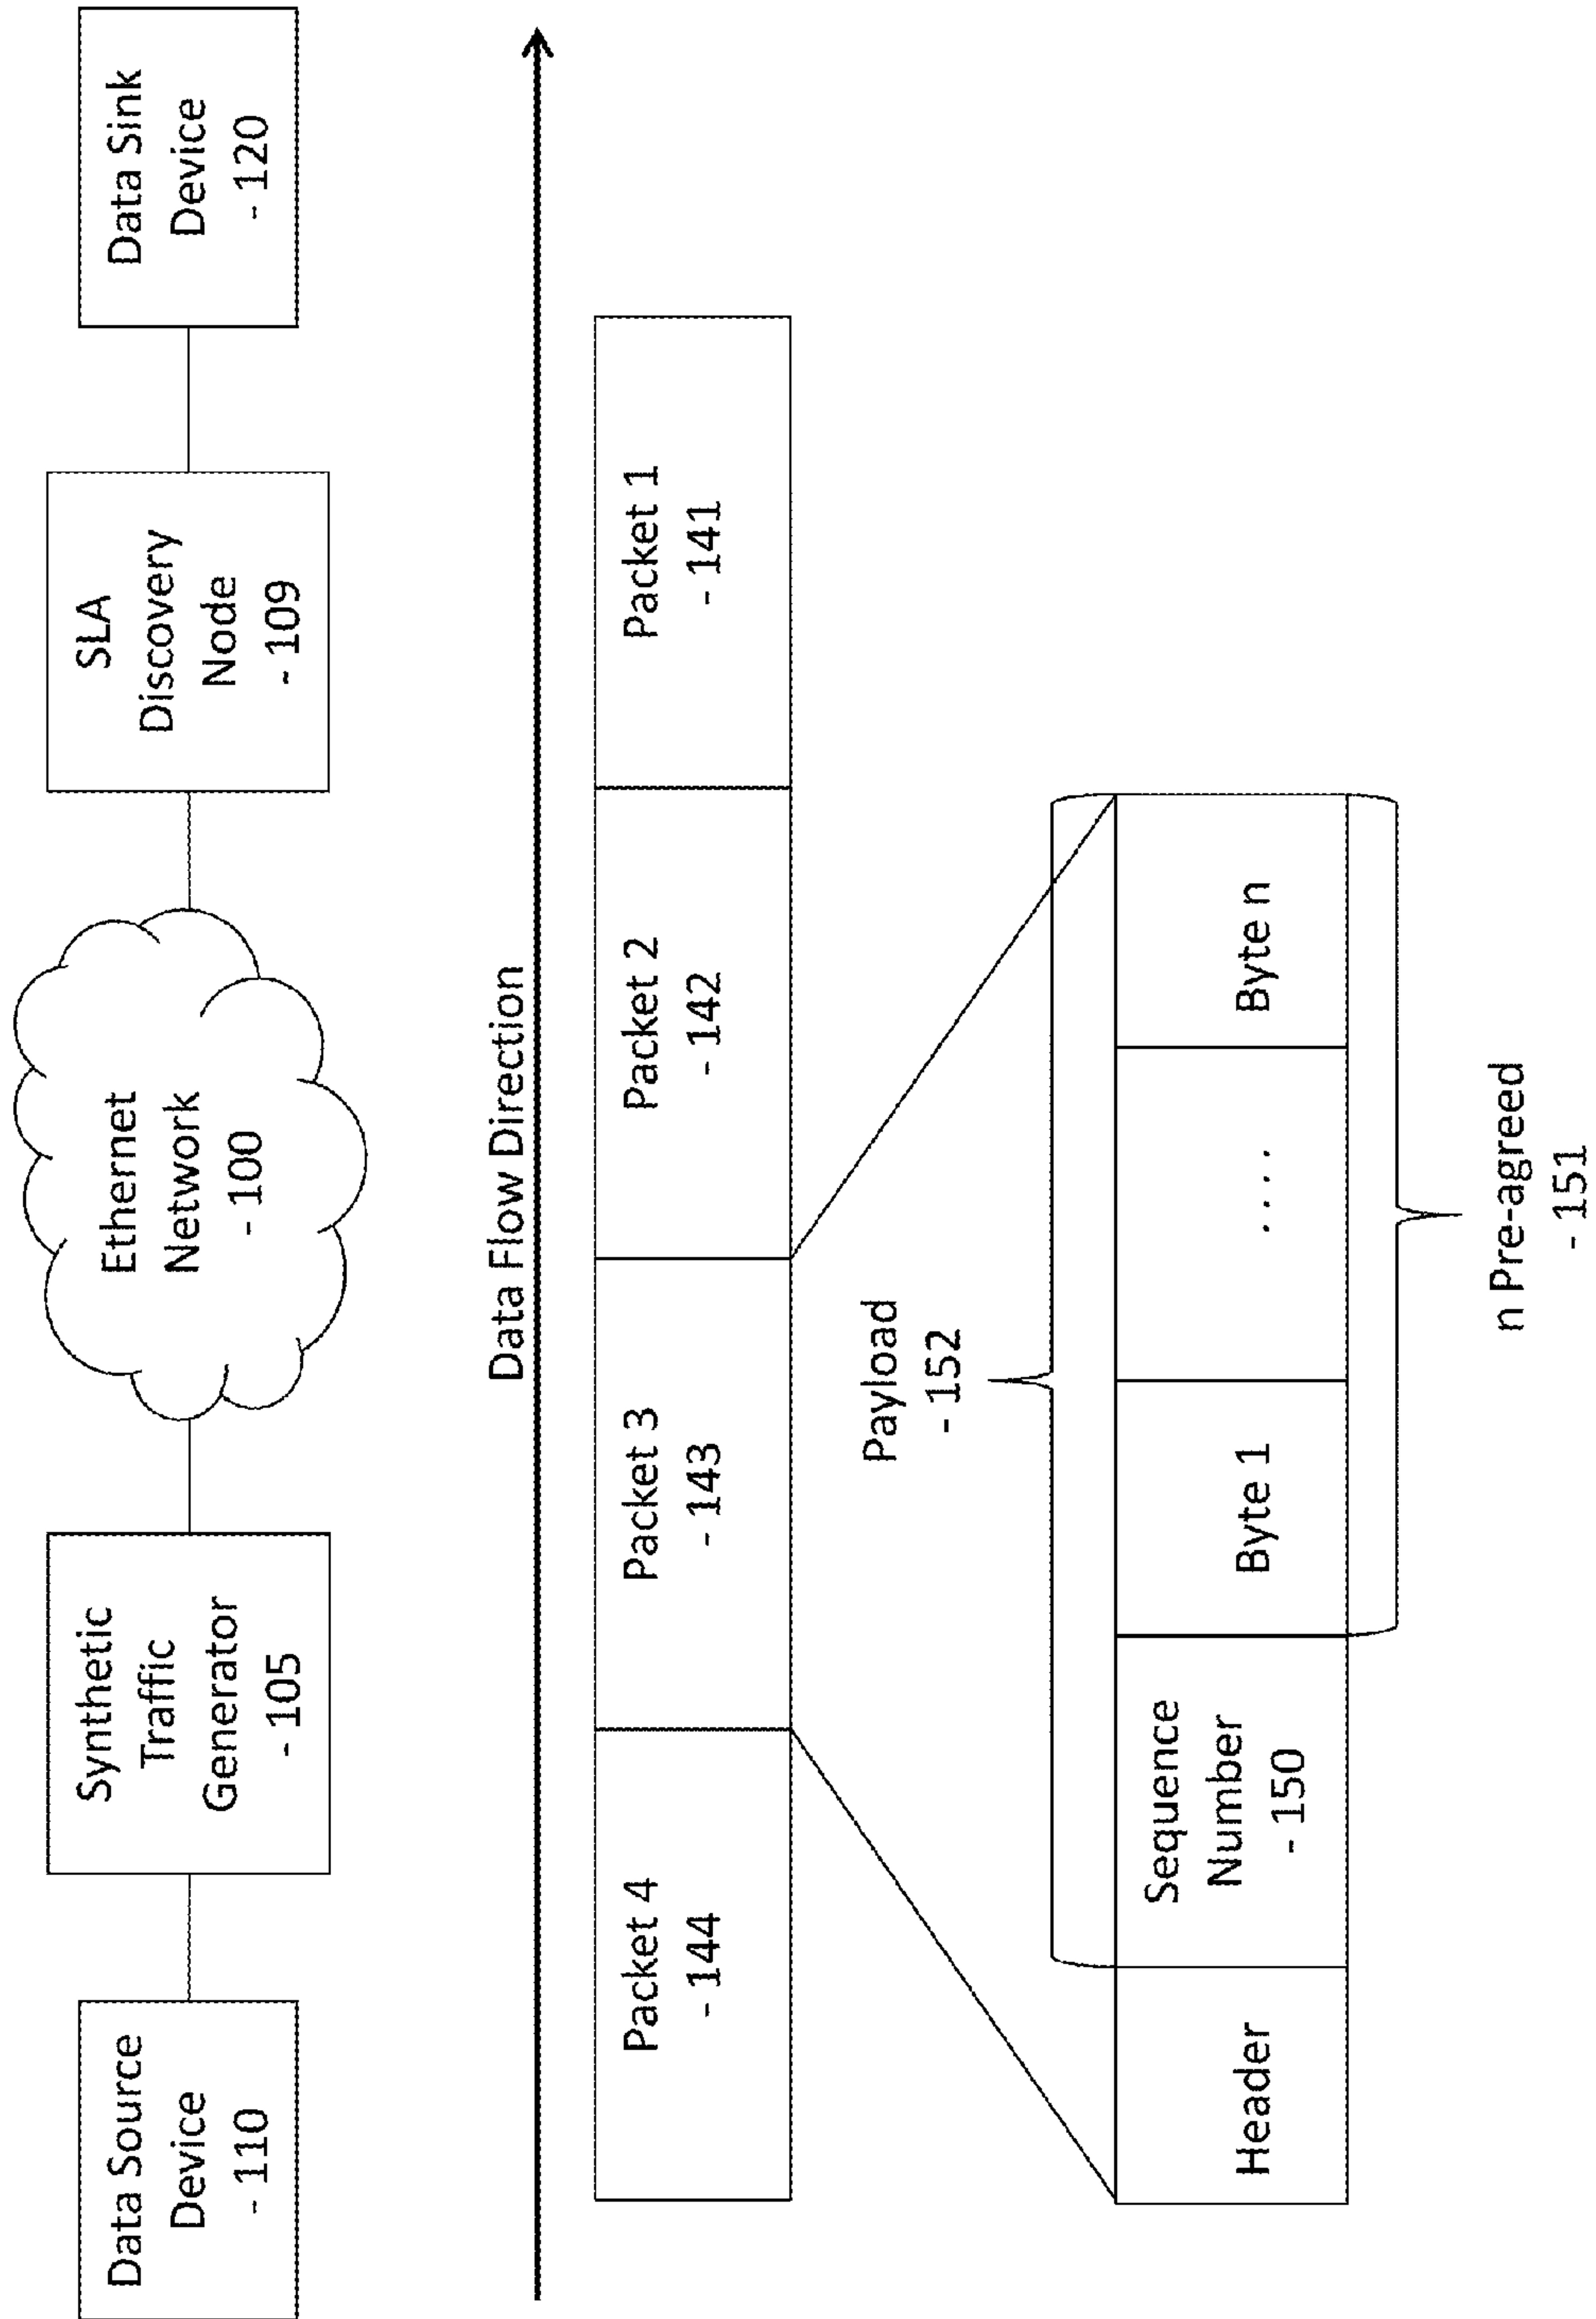 Data Source
Device
- 110
Synthetic
Traffic
Generator
- 105
Ethernet
Network
- 100
SLA
Discovery
Node
- 109
Data Sink
Device
- 120
Data Flow Direction
Packet 4
- 144
Packet 3
- 143
Packet 2
- 142
Packet 1
- 141
Payload
- 152
Header
Sequence
Number
- 150
Byte 1
. . . .
Byte n
n Pre-agreed
- 151